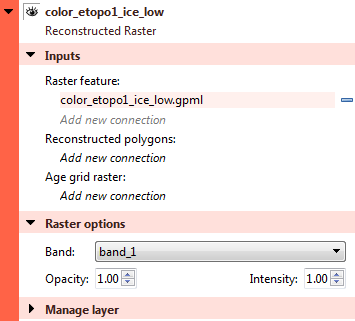 color_etopo1_ice_low
Reconstructed Raster
Inputs
Raster feature:
color_etopo1_ice_low.gpml
Add new connection
Reconstructed polygons:
Add new connection
Age grid raster:
Add new connection
Raster options
Band: band_1
Opacity: 1.00 Intensity: 1.00
Manage layer